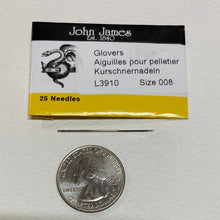 John James
Est. 1840
Glovers
Aiguilles pour pelletier
Kurschnernadeln
L3910 Size 008
25 Needles